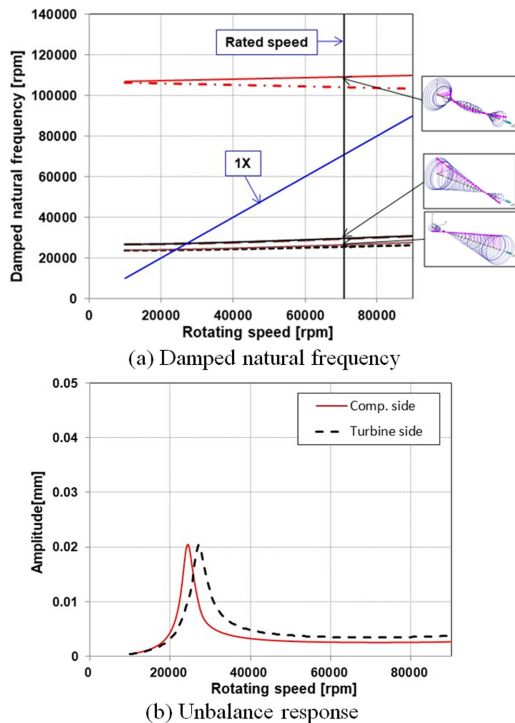 140000
Rated speed
120000
100000
80000
1X
60000
40000
20000
0
0 20000 40000 60000 80000
Damped natural frequency [rpm]
Rotating speed [rpm]
(a) Damped natural frequency
0.05
Comp. side
Turbine side
0.04
0.03
0.02
0.01
0
0 20000 40000 60000 80000
Amplitude[mm]
Rotating speed [rpm]
(b) Unbalance response